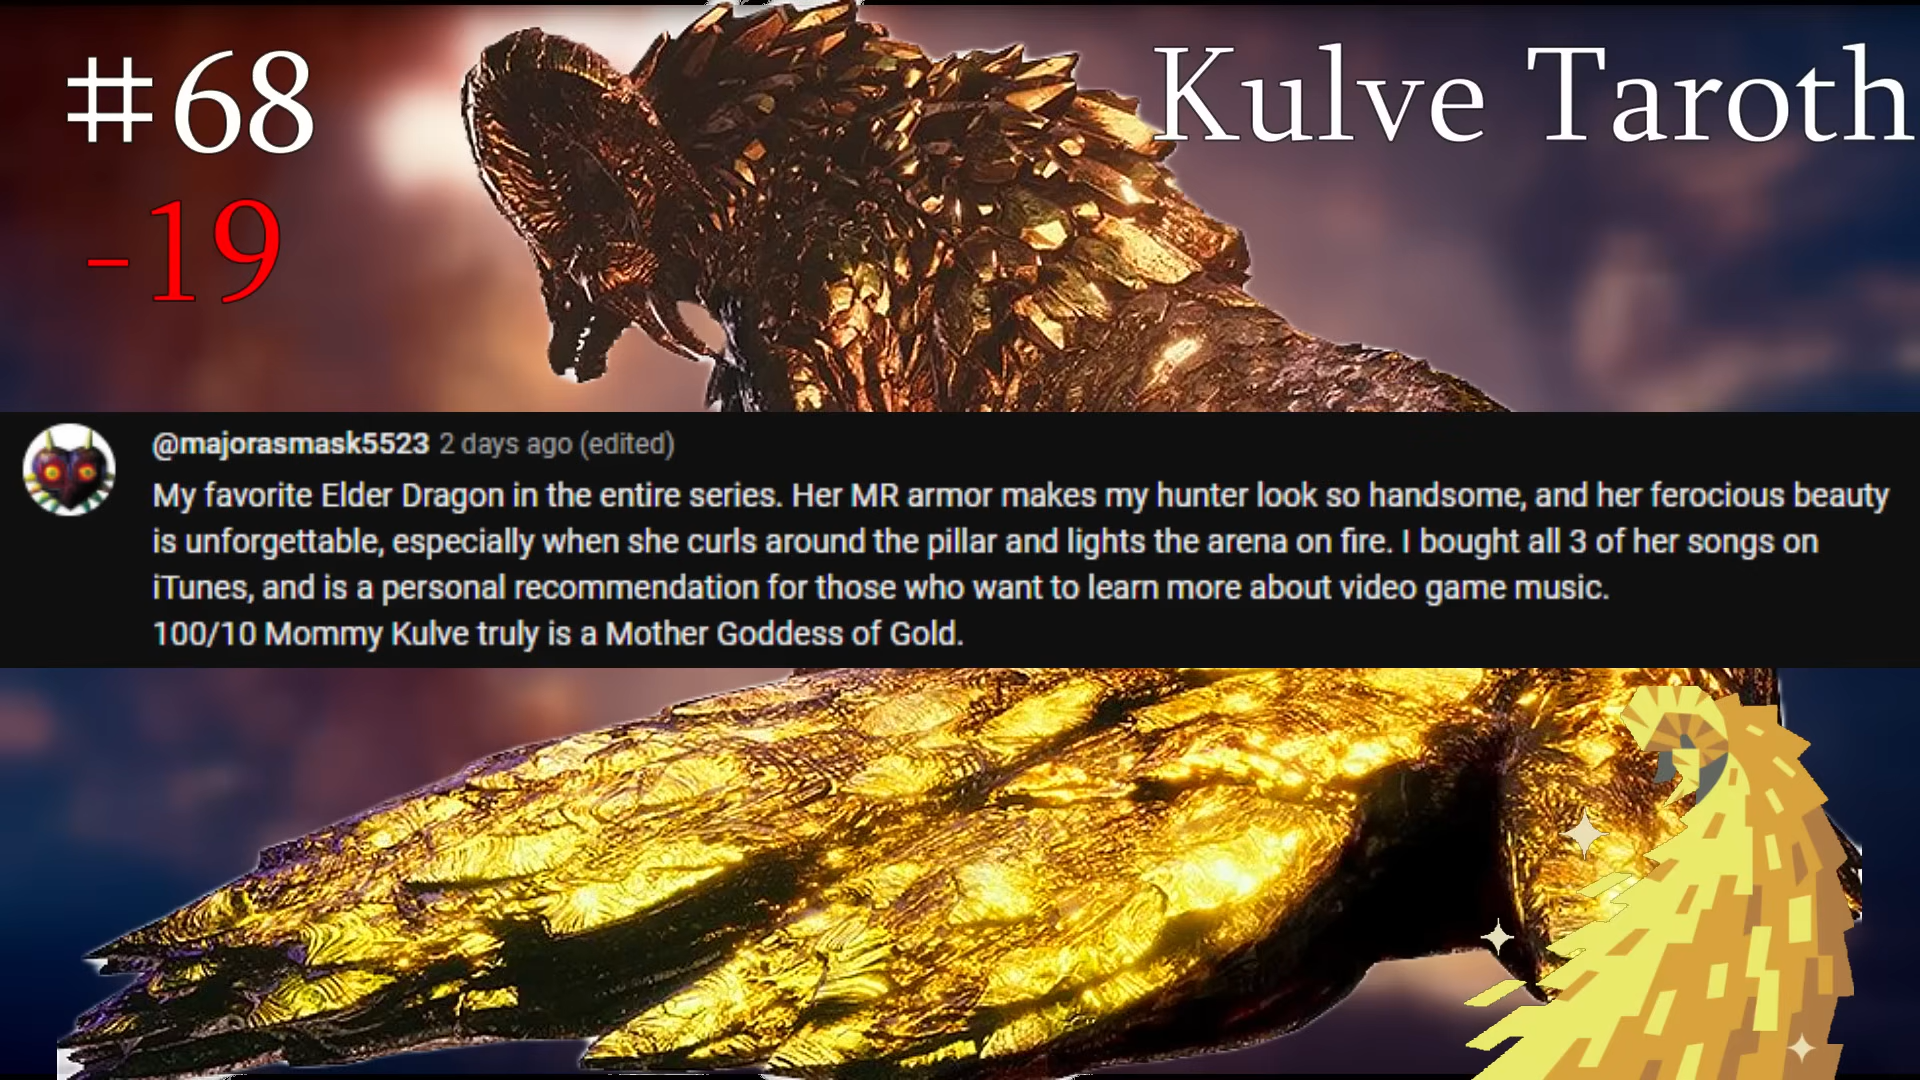 #68
Kulve Taroth
-19
@majorasmask5523 2 days ago (edited)
My favorite Elder Dragon in the entire series. Her MR armor makes my hunter look so handsome, and her ferocious beauty
is unforgettable, especially when she curls around the pillar and lights the arena on fire. I bought all 3 of her songs on
iTunes, and is a personal recommendation for those who want to learn more about video game music.
100/10 Mommy Kulve truly is a Mother Goddess of Gold.